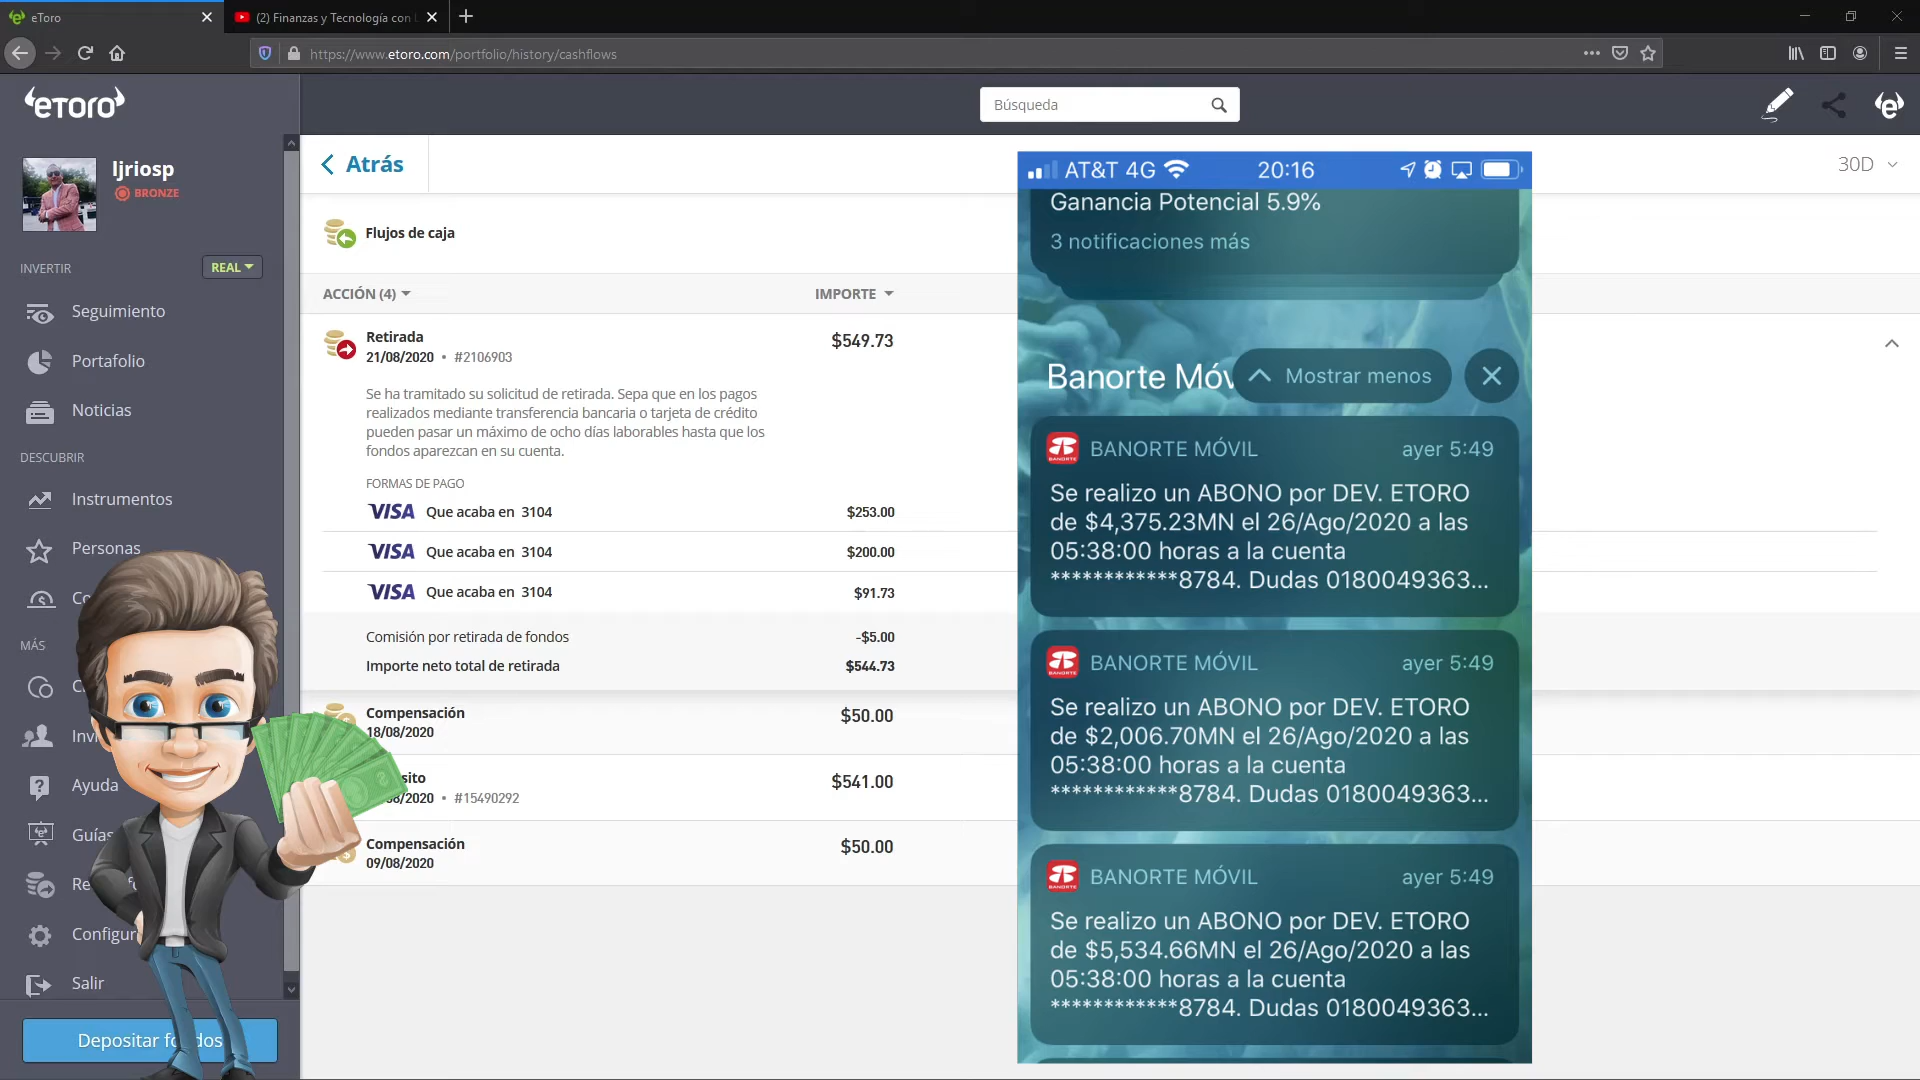 eToro
(2) Finanzas y Tecnología con
https://www.etoro.com/portfolio/history/cashflows
eTORO
Búsqueda
ljriosp
BRONZE
INVERTIR
REAL
Seguimiento
Portafolio
Noticias
DESCUBRIR
Instrumentos
Personas
MÁS
Ayuda
Guías
Configur
Salir
Depositar fondos
Atrás
30D
Flujos de caja
ACCIÓN (4)
IMPORTE
Retirada
$549.73
21/08/2020 • #2106903
Se ha tramitado su solicitud de retirada. Sepa que en los pagos
realizados mediante transferencia bancaria o tarjeta de crédito
pueden pasar un máximo de ocho días laborables hasta que los
fondos aparezcan en su cuenta.
FORMAS DE PAGO
VISA Que acaba en 3104 $253.00
VISA Que acaba en 3104 $200.00
VISA Que acaba en 3104 $91.73
Comisión por retirada de fondos -$5.00
Importe neto total de retirada $544.73
Compensación $50.00
18/08/2020
sito $541.00
/2020 • #15490292
Compensación $50.00
09/08/2020
AT&T 4G 20:16
Ganancia Potencial 5.9%
3 notificaciones más
Banorte Móv Mostrar menos
BANORTE MÓVIL ayer 5:49
Se realizo un ABONO por DEV. ETORO
de $4,375.23MN el 26/Ago/2020 a las
05:38:00 horas a la cuenta
************8784. Dudas 0180049363...
BANORTE MÓVIL ayer 5:49
Se realizo un ABONO por DEV. ETORO
de $2,006.70MN el 26/Ago/2020 a las
05:38:00 horas a la cuenta
************8784. Dudas 0180049363...
BANORTE MÓVIL ayer 5:49
Se realizo un ABONO por DEV. ETORO
de $5,534.66MN el 26/Ago/2020 a las
05:38:00 horas a la cuenta
************8784. Dudas 0180049363...